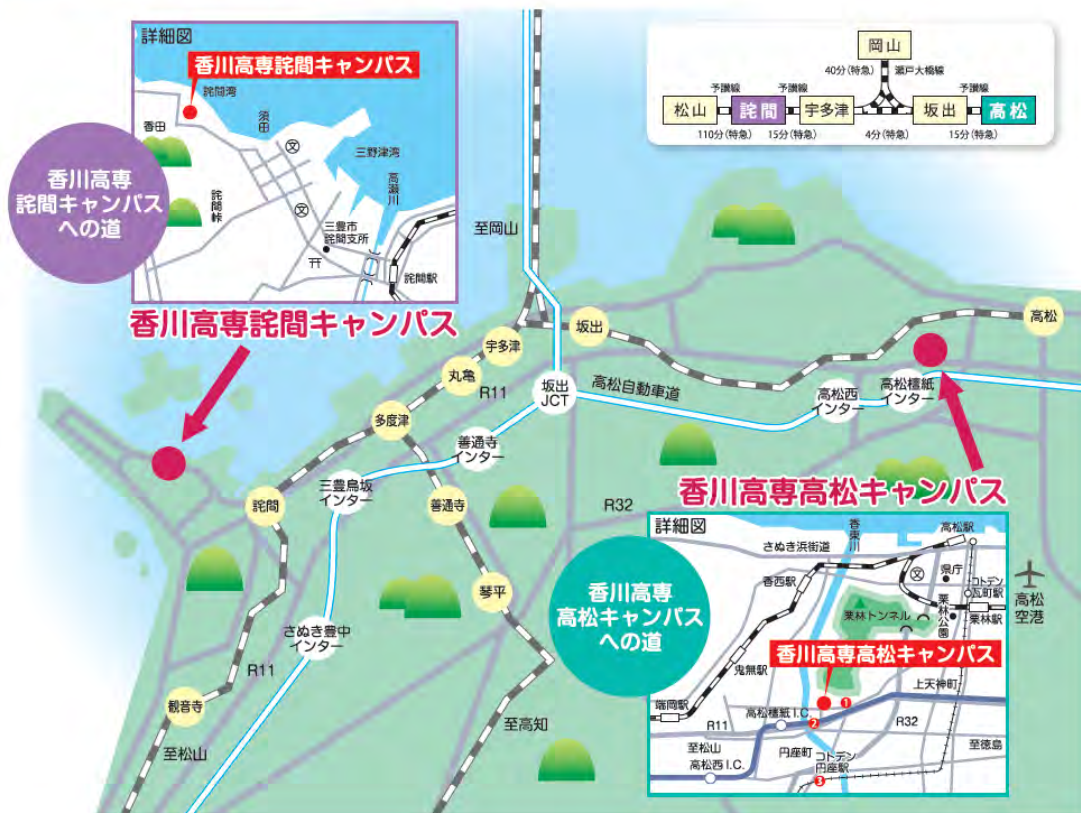 詳細図
香川高専詫間キャンパス
詫間湾
香田
須田
三野津湾
高瀬川
詫間峠
三豊市
詫間支所
詫間駅
香川高専
詫間キャンパス
への道
香川高専詫間キャンパス
岡山
40分(特急)
瀬戸大橋線
予讃線
予讃線
予讃線
松山
詫間
宇多津
坂出
高松
110分(特急)
15分(特急)
4分(特急)
15分(特急)
至岡山
高松
坂出
宇多津
丸亀
R11
多度津
坂出
JCT
高松自動車道
高松西
インター
高松檀紙
インター
善通寺
インター
三豊鳥坂
インター
詫間
善通寺
R32
琴平
さぬき豊中
インター
R11
観音寺
至松山
至高知
香川高専高松キャンパス
香川高専
高松キャンパス
への道
高松
空港
詳細図
香東川
高松駅
さぬき浜街道
県庁
香西駅
コトデン
瓦町駅
栗林トンネル
栗林公園
栗林駅
鬼無駅
香川高専高松キャンパス
端岡駅
上天神町
1
高松檀紙I.C.
2
R11
R32
至松山
円座町
至徳島
高松西I.C.
コトデン
円座駅
3
文
文
文